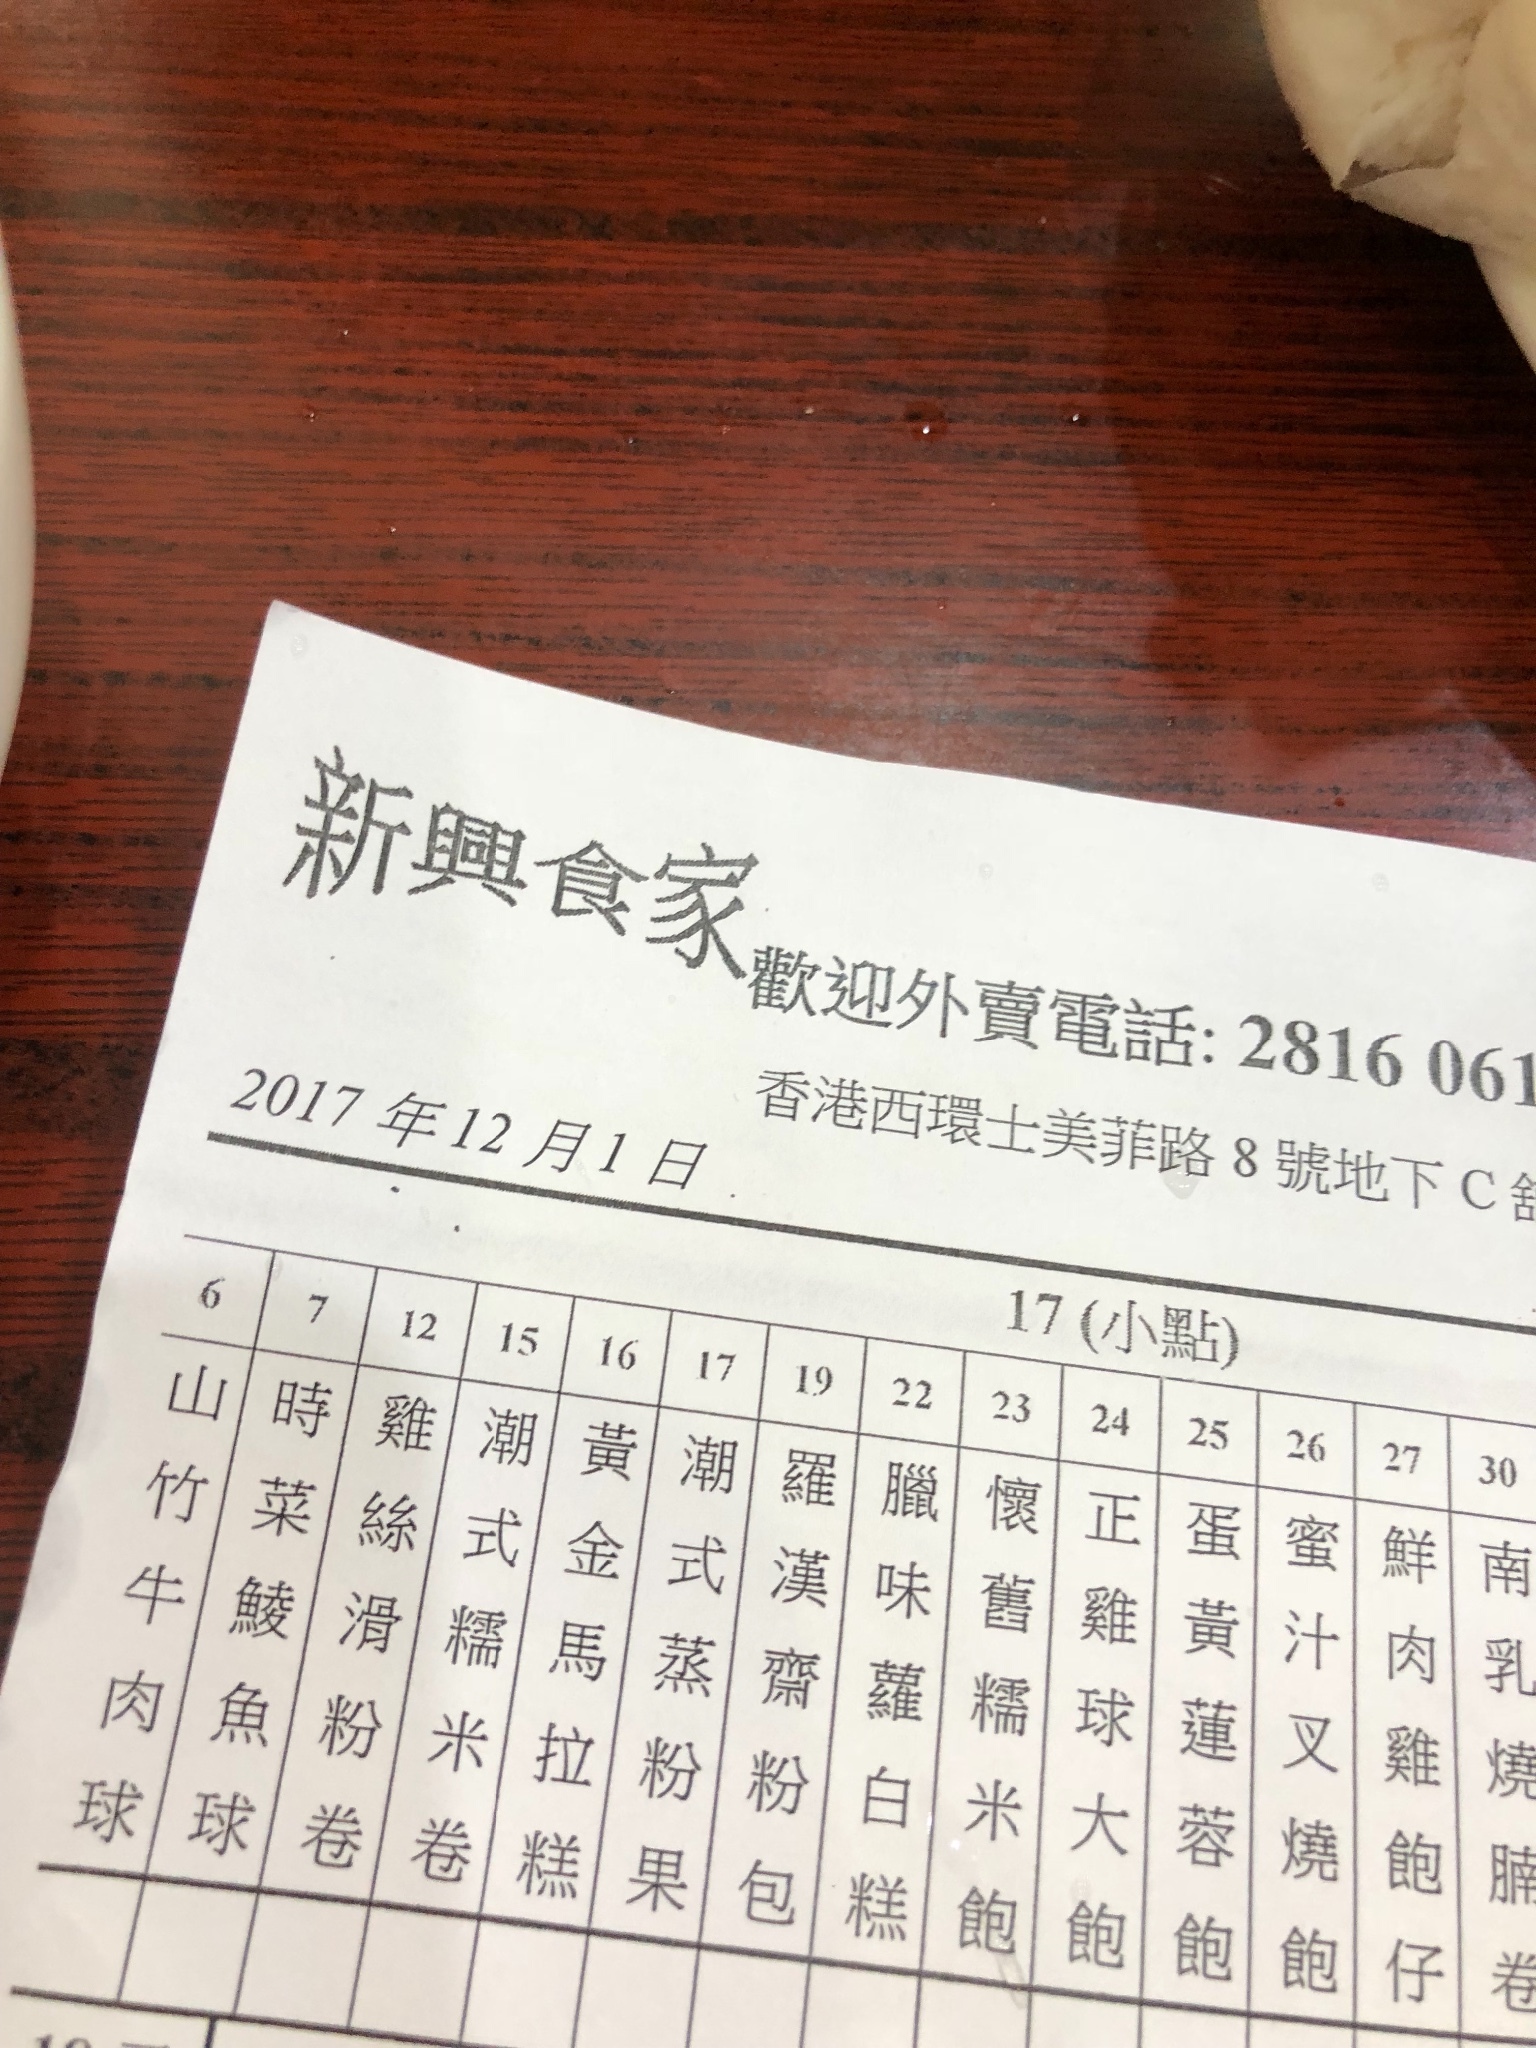 新興食家
歡迎外賣電話: 2816 061
2017 年 12 月 1 日
香港西環士美菲路 8 號地下 C
17 (小點)
6 7 12 15 16 17 19 22 23 24 25 26 27 30
山竹牛肉球
時菜鯪魚球
雞絲滑粉卷
潮式糯米卷
黃金馬拉糕
潮式蒸粉果
羅漢齋粉包
臘味蘿白糕
懷舊糯米飽
正雞球大飽
蛋黃蓮蓉飽
蜜汁叉燒飽
鮮肉雞飽仔
南乳燒腩卷